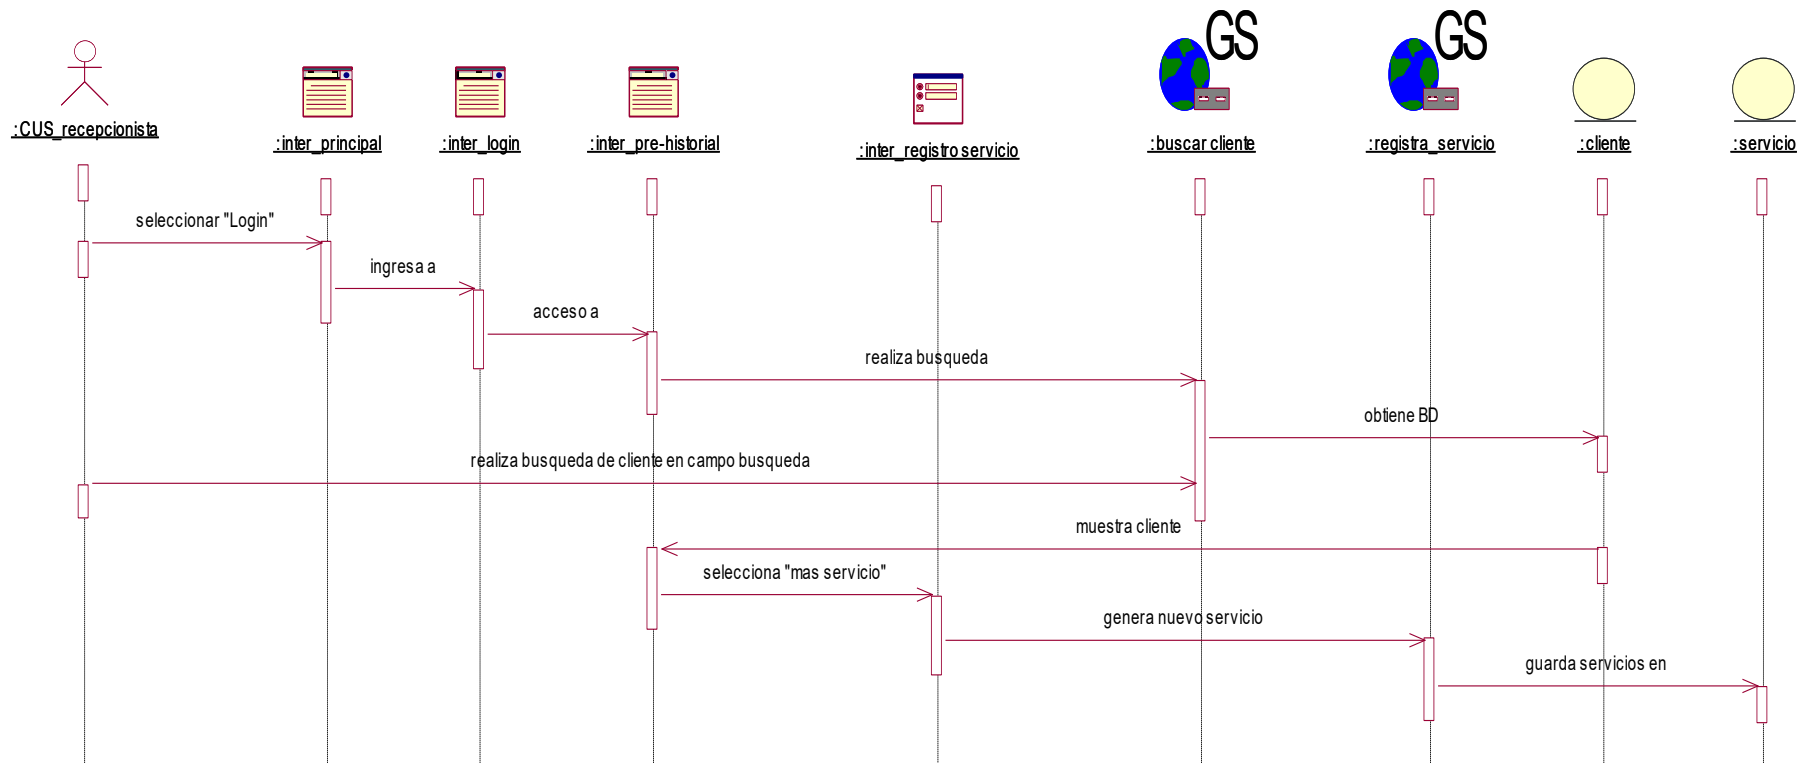 GS
GS
:CUS_recepcionista
:inter_principal
:inter_login
:inter_pre-historial
:inter_registro servicio
:buscar cliente
:registra_servicio
:cliente
:servicio
seleccionar "Login"
ingresa a
acceso a
realiza busqueda
obtiene BD
realiza busqueda de cliente en campo busqueda
muestra cliente
selecciona "mas servicio"
genera nuevo servicio
guarda servicios en